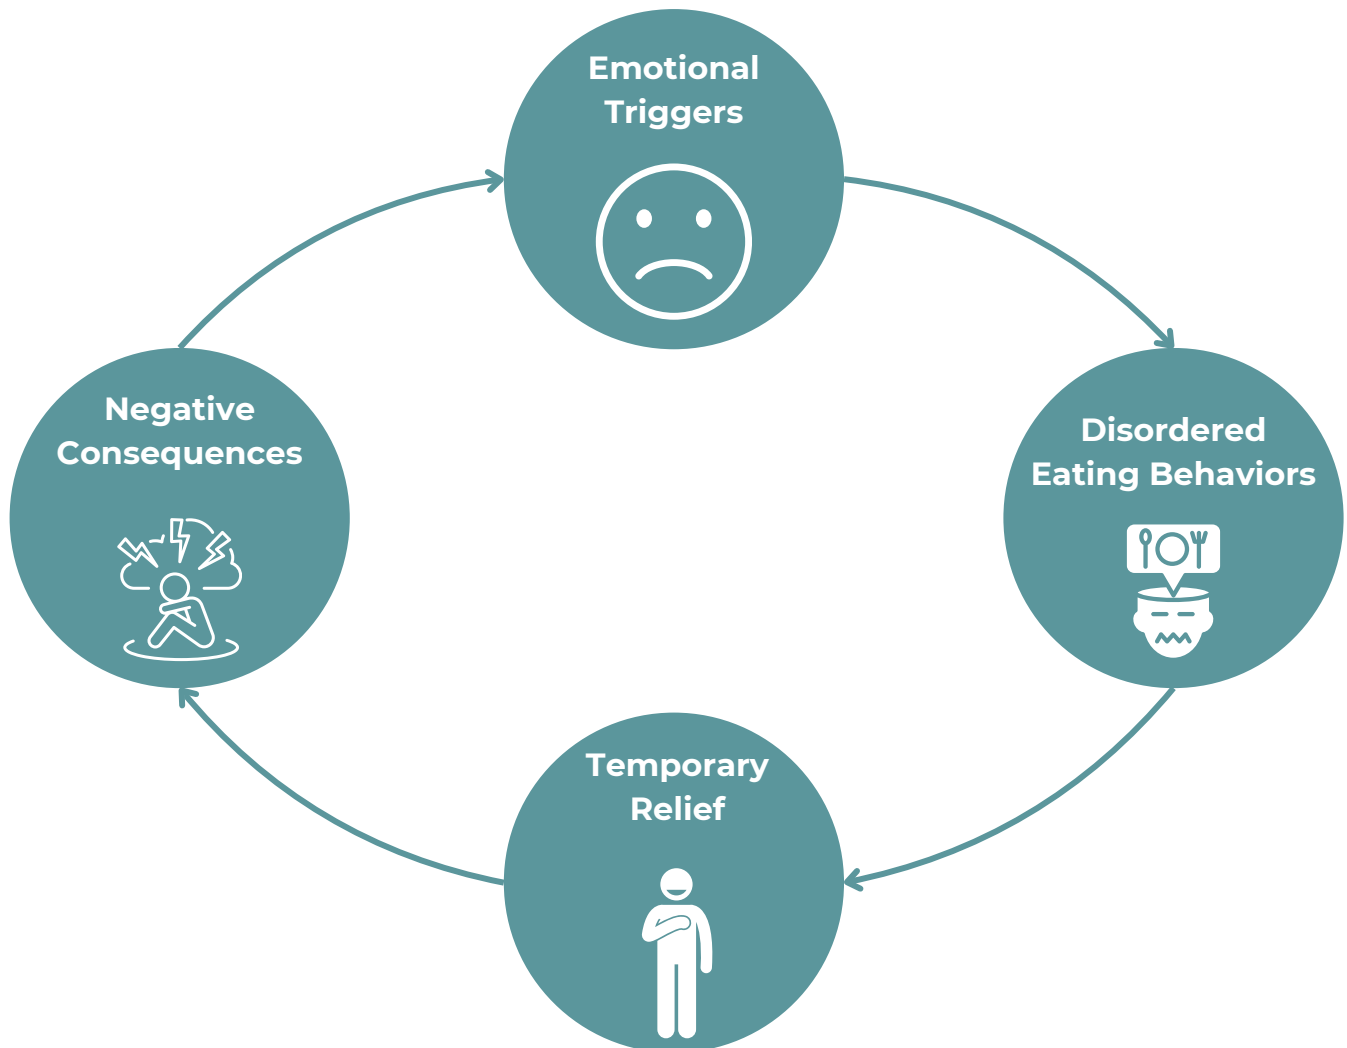 Emotional
Triggers
Disordered
Eating Behaviors
Temporary
Relief
Negative
Consequences